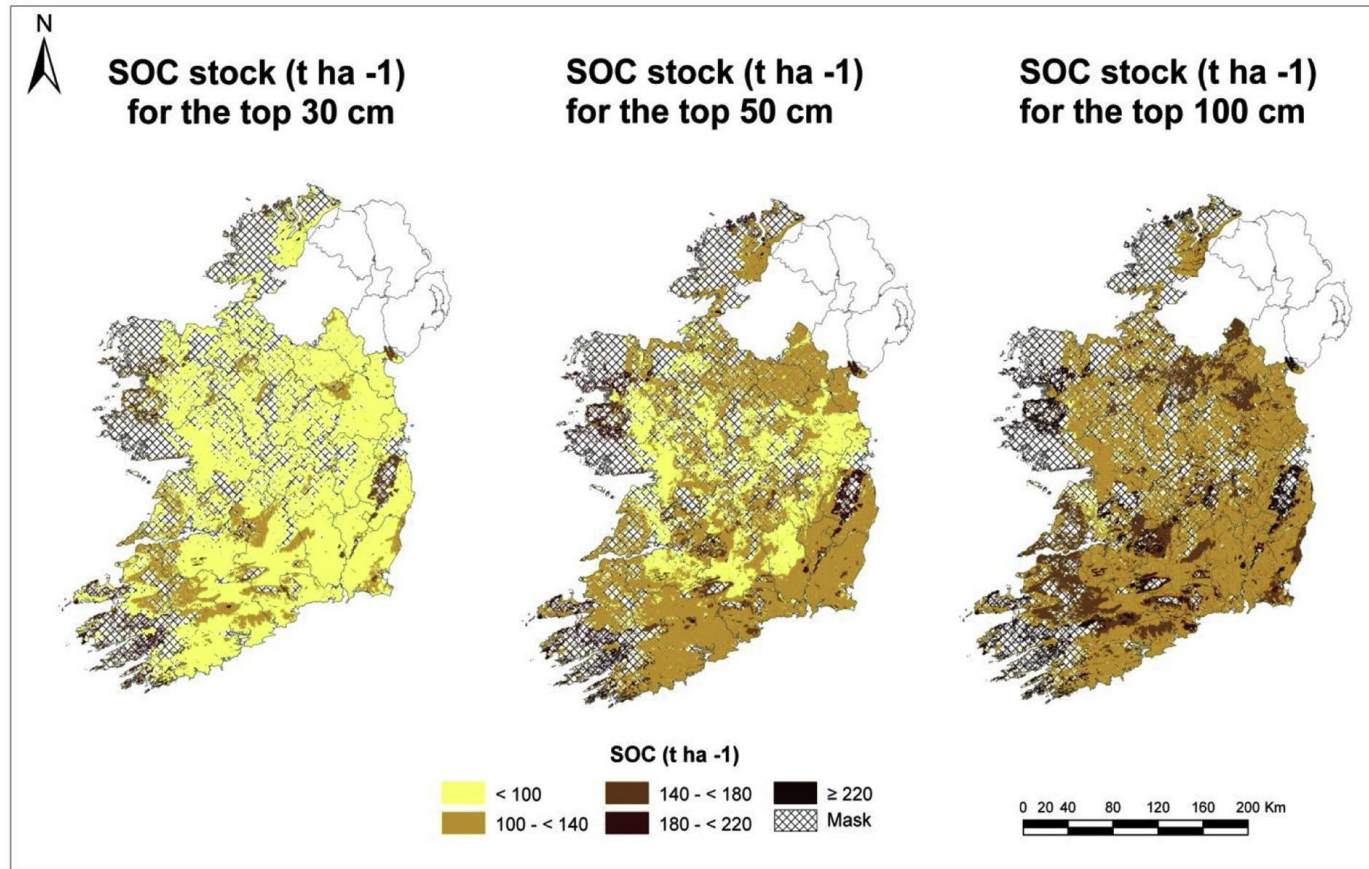 N
SOC stock (t ha -1)
for the top 30 cm
SOC stock (t ha -1)
for the top 50 cm
SOC stock (t ha -1)
for the top 100 cm
SOC (t ha -1)
< 100
140 - < 180
≥ 220
100 - < 140
180 - < 220
Mask
0 20 40 80 120 160 200 Km